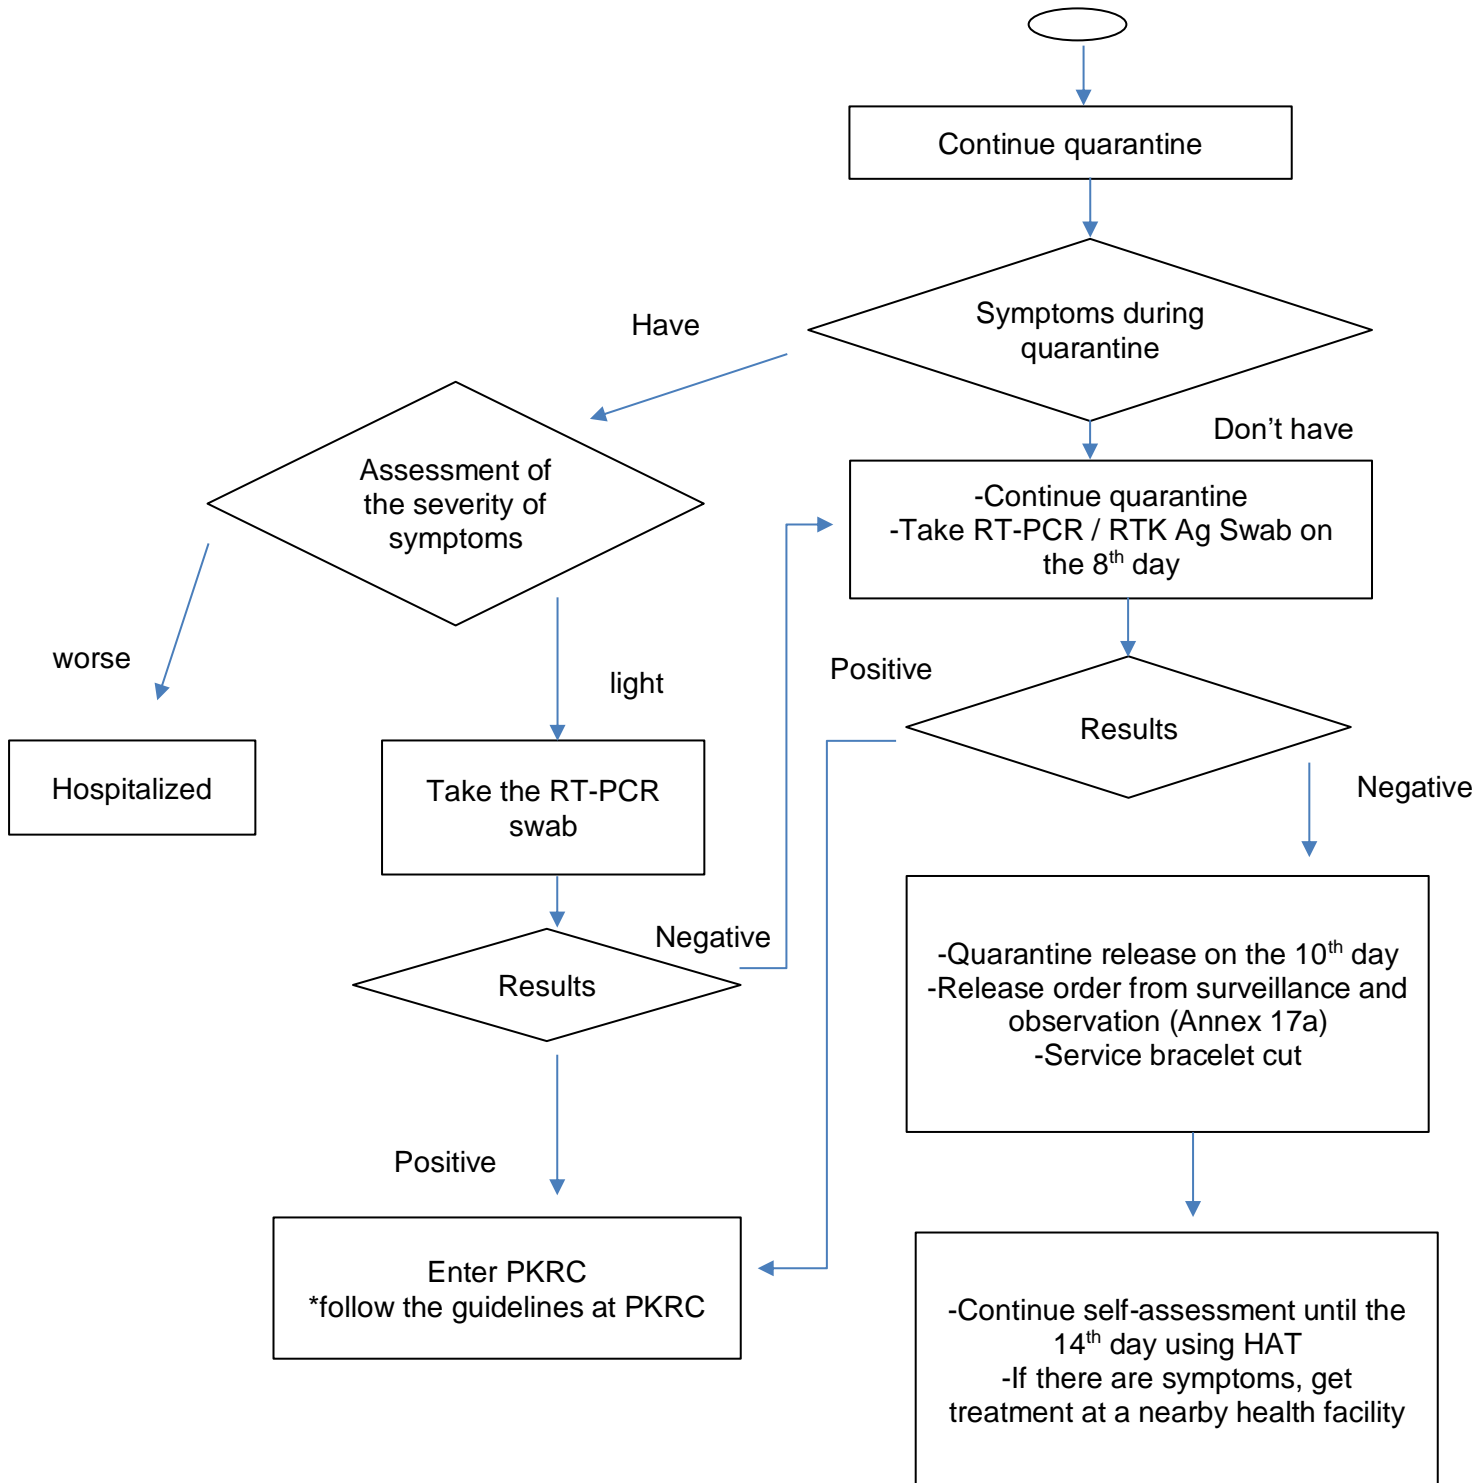 Continue quarantine
Symptoms during
quarantine
Have
Don’t have
Assessment of
the severity of
symptoms
-Continue quarantine
-Take RT-PCR / RTK Ag Swab on
the 8th day
worse
light
Positive
Results
Negative
Hospitalized
Take the RT-PCR
swab
Negative
Results
-Quarantine release on the 10th day
-Release order from surveillance and
observation (Annex 17a)
-Service bracelet cut
Positive
Enter PKRC
*follow the guidelines at PKRC
-Continue self-assessment until the
14th day using HAT
-If there are symptoms, get
treatment at a nearby health facility